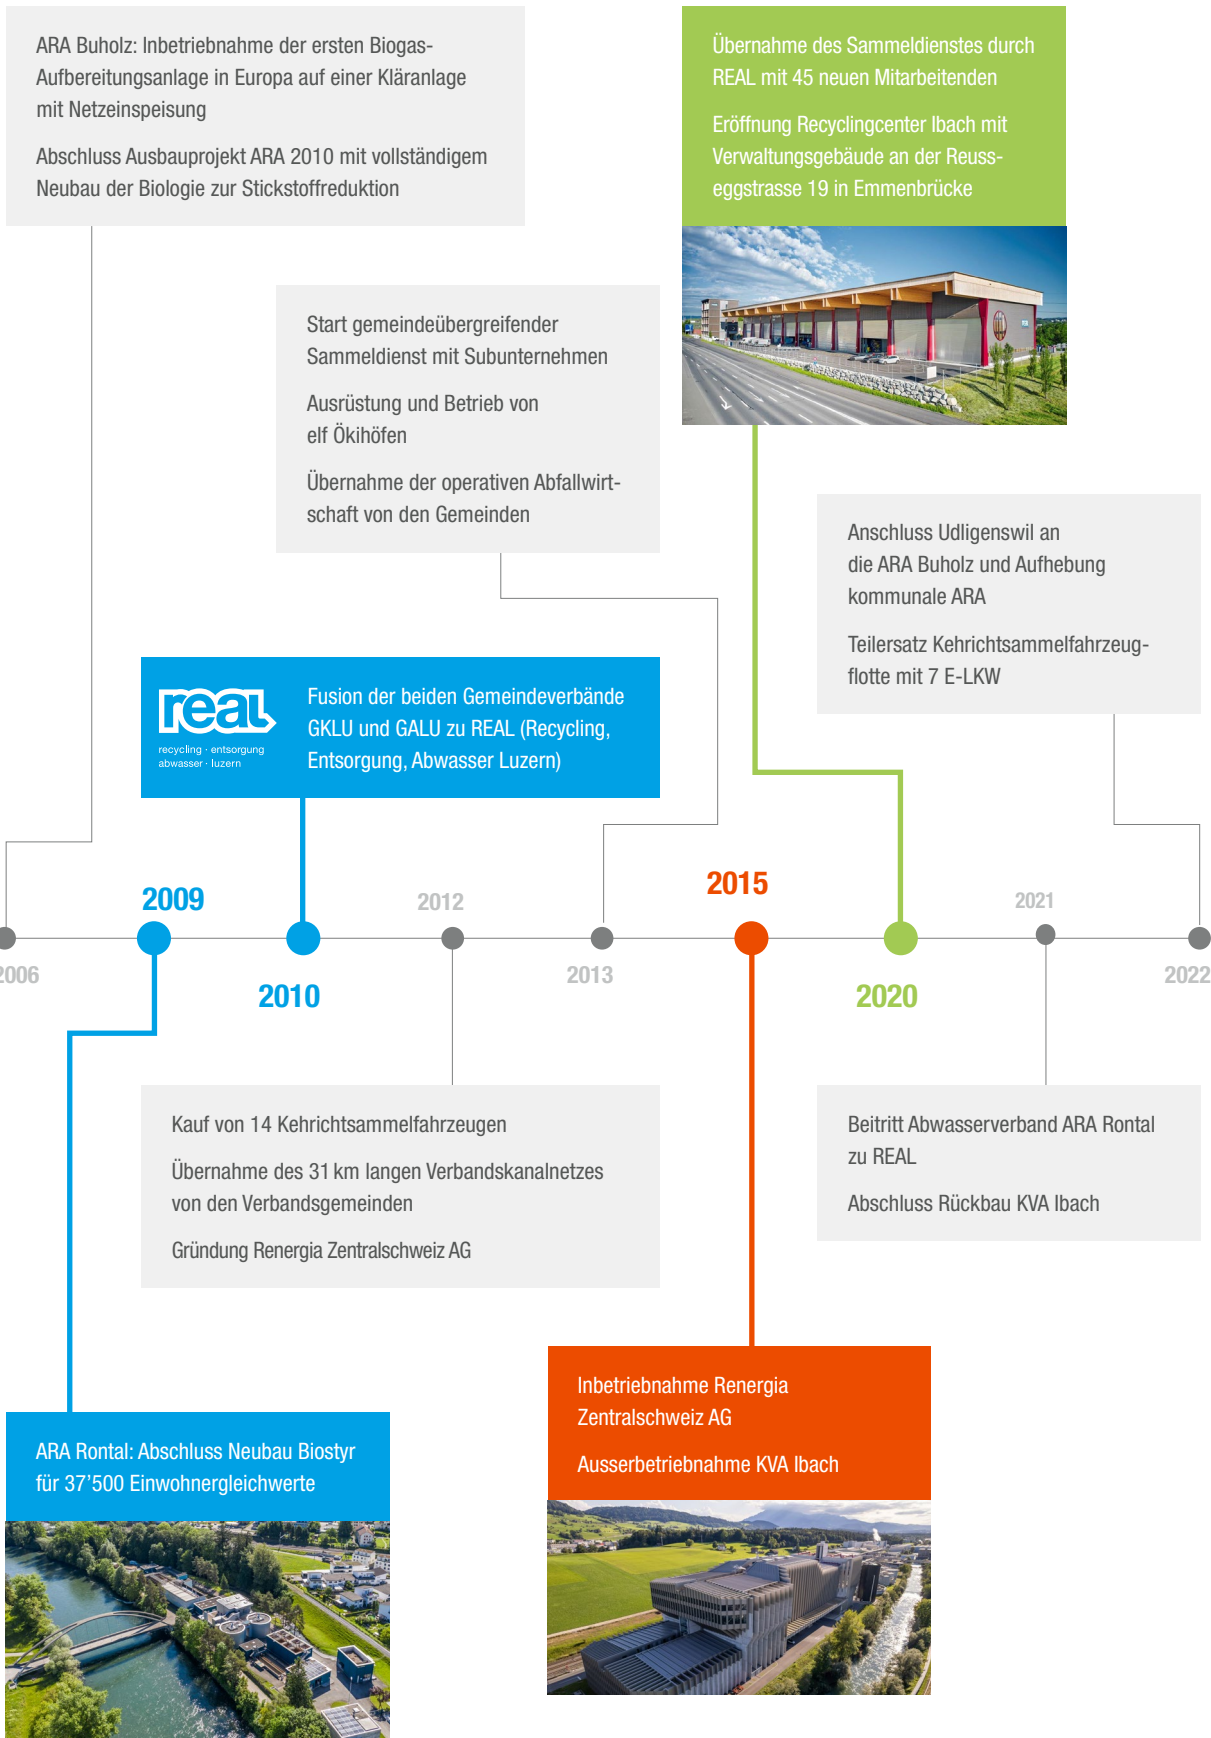 ARA Buholz: Inbetriebnahme der ersten Biogas-
Aufbereitungsanlage in Europa auf einer Kläranlage
mit Netzeinspeisung
Abschluss Ausbauprojekt ARA 2010 mit vollständigem
Neubau der Biologie zur Stickstoffreduktion
Übernahme des Sammeldienstes durch
REAL mit 45 neuen Mitarbeitenden
Eröffnung Recyclingcenter Ibach mit
Verwaltungsgebäude an der Reuss-
eggstrasse 19 in Emmenbrücke
Start gemeindeübergreifender
Sammeldienst mit Subunternehmen
Ausrüstung und Betrieb von
elf Ökihöfen
Übernahme der operativen Abfallwirt-
schaft von den Gemeinden
Anschluss Udligenswil an
die ARA Buholz und Aufhebung
kommunale ARA
Teilersatz Kehrichtsammelfahrzeug-
flotte mit 7 E-LKW
real
recycling · entsorgung
abwasser · luzern
Fusion der beiden Gemeindeverbände
GKLU und GALU zu REAL (Recycling,
Entsorgung, Abwasser Luzern)
2009
2012
2015
2021
2006
2010
2013
2020
2022
Kauf von 14 Kehrichtsammelfahrzeugen
Übernahme des 31 km langen Verbandskanalnetzes
von den Verbandsgemeinden
Gründung Renergia Zentralschweiz AG
Beitritt Abwasserverband ARA Rontal
zu REAL
Abschluss Rückbau KVA Ibach
Inbetriebnahme Renergia
Zentralschweiz AG
Ausserbetriebnahme KVA Ibach
ARA Rontal: Abschluss Neubau Biostyr
für 37’500 Einwohnergleichwerte